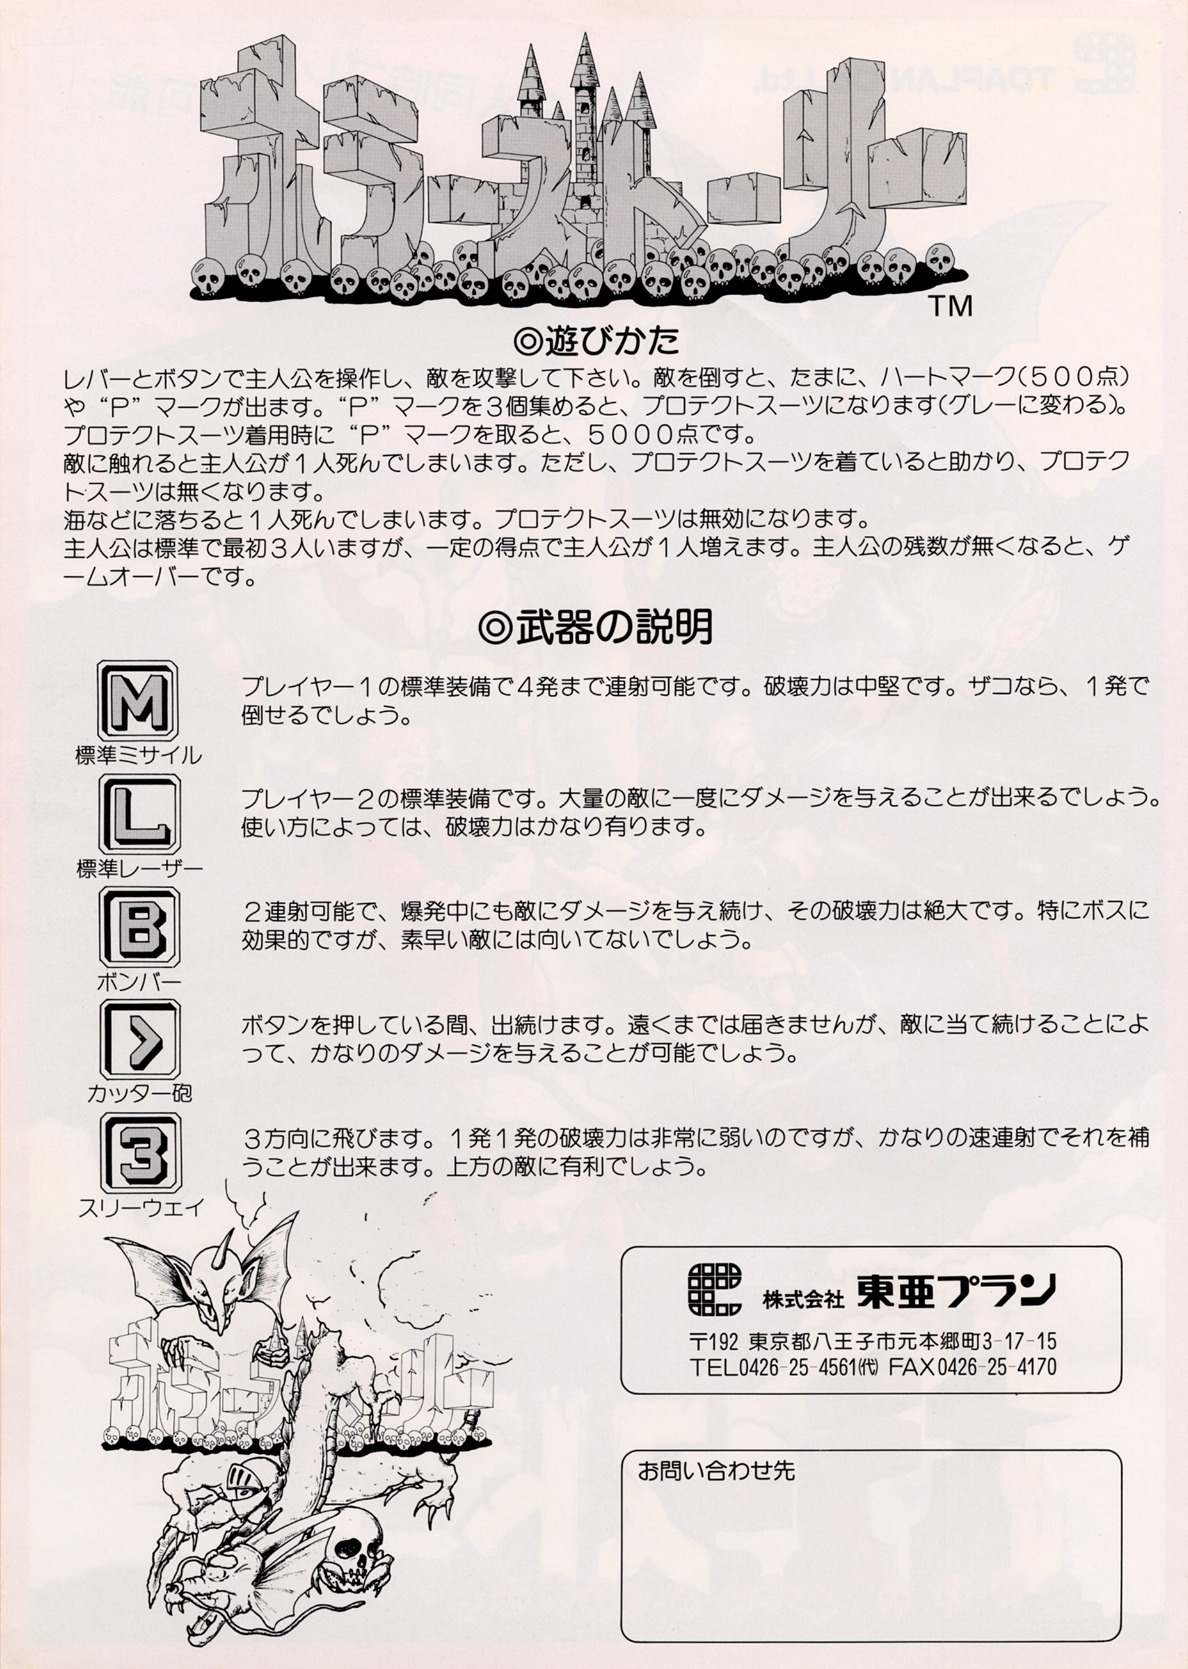 ホラーストーリー
TM
◎遊びかた
レバーとボタンで主人公を操作し、敵を攻撃して下さい。敵を倒すと、たまに、ハートマーク(500点)
や“P”マークが出ます。“P”マークを3個集めると、プロテクトスーツになります(グレーに変わる)。
プロテクトスーツ着用時に“P”マークを取ると、5000点です。
敵に触れると主人公が1人死んでしまいます。ただし、プロテクトスーツを着ていると助かり、プロテク
トスーツは無くなります。
海などに落ちると1人死んでしまいます。プロテクトスーツは無効になります。
主人公は標準で最初3人いますが、一定の得点で主人公が1人増えます。主人公の残数が無くなると、ゲ
ームオーバーです。
◎武器の説明
M
標準ミサイル
プレイヤー1の標準装備で4発まで連射可能です。破壊力は中堅です。ザコなら、1発で
倒せるでしょう。
L
標準レーザー
プレイヤー2の標準装備です。大量の敵に一度にダメージを与えることが出来るでしょう。
使い方によっては、破壊力はかなり有ります。
B
ボンバー
2連射可能で、爆発中にも敵にダメージを与え続け、その破壊力は絶大です。特にボスに
効果的ですが、素早い敵には向いてないでしょう。
カッター砲
ボタンを押している間、出続けます。遠くまでは届きませんが、敵に当て続けることによ
って、かなりのダメージを与えることが可能でしょう。
3
スリーウェイ
3方向に飛びます。1発1発の破壊力は非常に弱いのですが、かなりの速連射でそれを補
うことが出来ます。上方の敵に有利でしょう。
株式会社 東亜プラン
〒192 東京都八王子市元本郷町3-17-15
TEL0426-25-4561(代) FAX0426-25-4170
お問い合わせ先